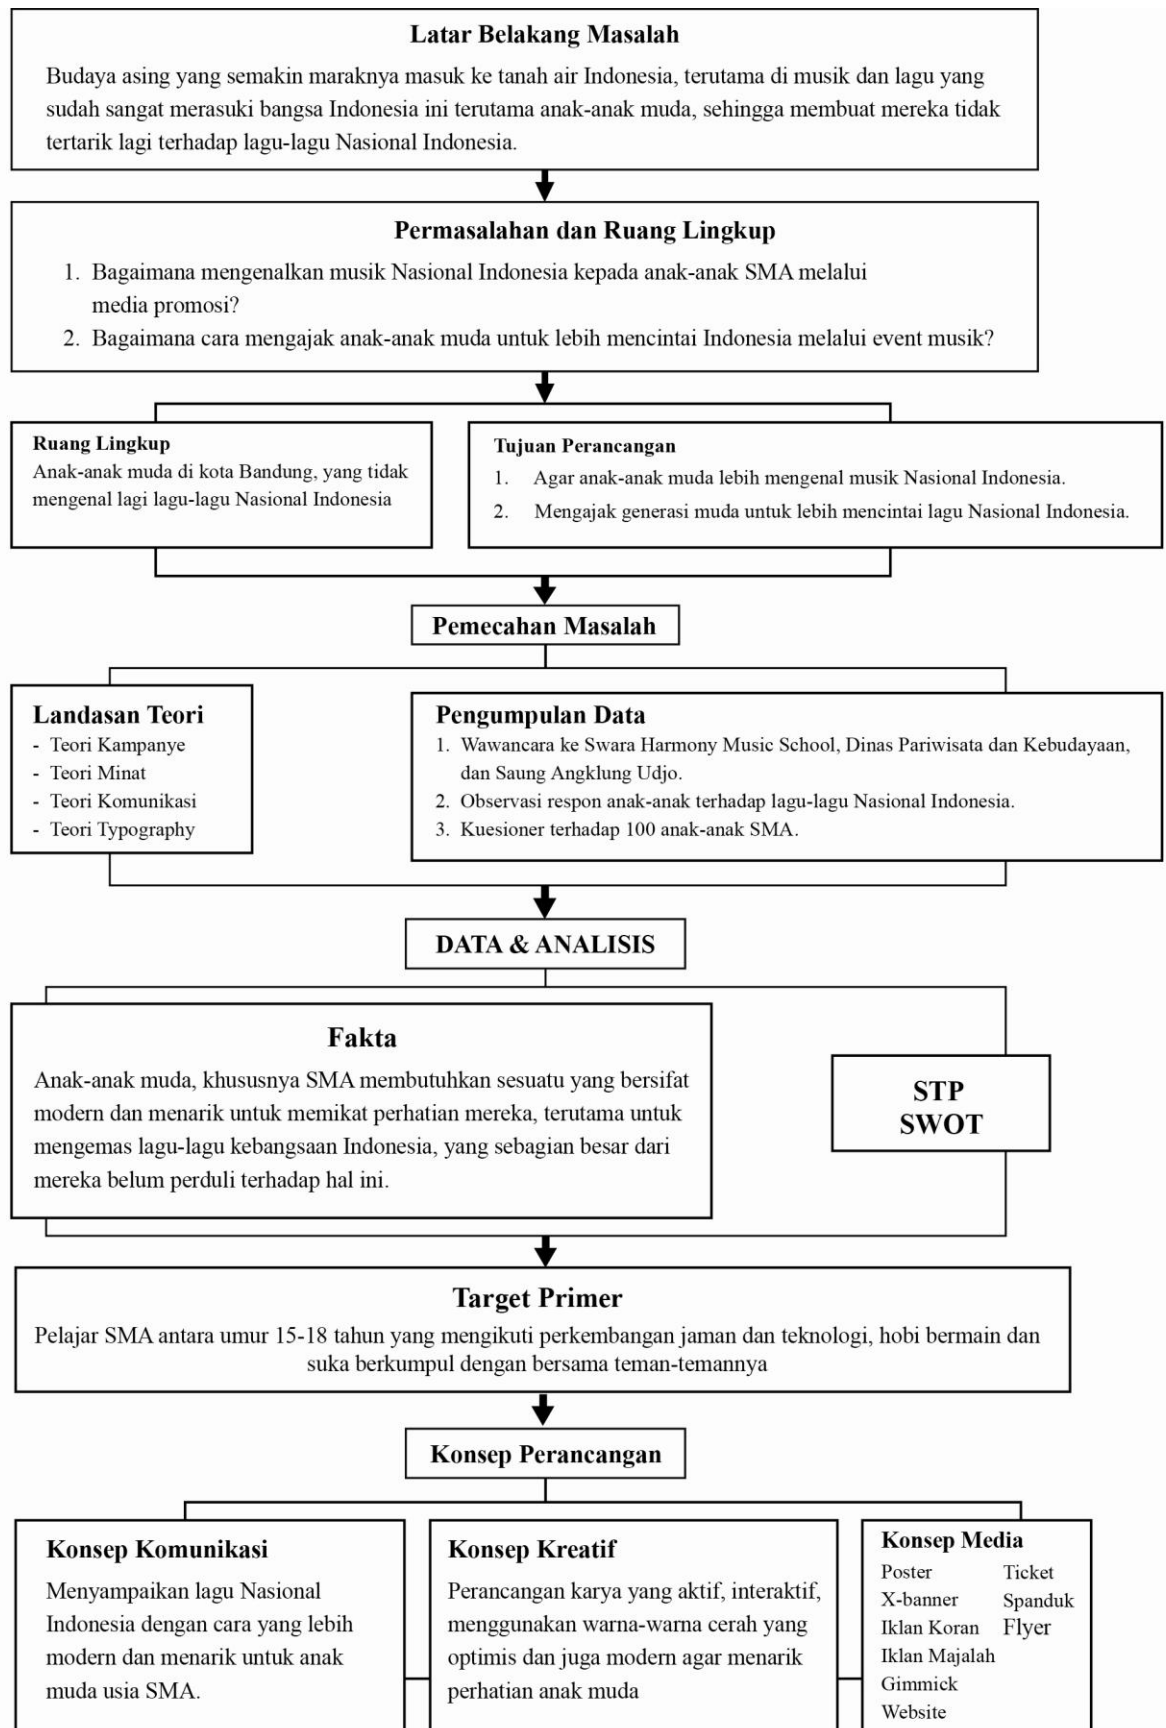 Latar Belakang Masalah
Budaya asing yang semakin maraknya masuk ke tanah air Indonesia, terutama di musik dan lagu yang
sudah sangat merasuki bangsa Indonesia ini terutama anak-anak muda, sehingga membuat mereka tidak
tertarik lagi terhadap lagu-lagu Nasional Indonesia.
Permasalahan dan Ruang Lingkup
1. Bagaimana mengenalkan musik Nasional Indonesia kepada anak-anak SMA melalui
media promosi?
2. Bagaimana cara mengajak anak-anak muda untuk lebih mencintai Indonesia melalui event musik?
Ruang Lingkup
Anak-anak muda di kota Bandung, yang tidak
mengenal lagi lagu-lagu Nasional Indonesia
Tujuan Perancangan
1. Agar anak-anak muda lebih mengenal musik Nasional Indonesia.
2. Mengajak generasi muda untuk lebih mencintai lagu Nasional Indonesia.
Pemecahan Masalah
Landasan Teori
- Teori Kampanye
- Teori Minat
- Teori Komunikasi
- Teori Typography
Pengumpulan Data
1. Wawancara ke Swara Harmony Music School, Dinas Pariwisata dan Kebudayaan,
dan Saung Angklung Udjo.
2. Observasi respon anak-anak terhadap lagu-lagu Nasional Indonesia.
3. Kuesioner terhadap 100 anak-anak SMA.
DATA & ANALISIS
Fakta
Anak-anak muda, khususnya SMA membutuhkan sesuatu yang bersifat
modern dan menarik untuk memikat perhatian mereka, terutama untuk
mengemas lagu-lagu kebangsaan Indonesia, yang sebagian besar dari
mereka belum perduli terhadap hal ini.
STP
SWOT
Target Primer
Pelajar SMA antara umur 15-18 tahun yang mengikuti perkembangan jaman dan teknologi, hobi bermain dan
suka berkumpul dengan bersama teman-temannya
Konsep Perancangan
Konsep Komunikasi
Menyampaikan lagu Nasional
Indonesia dengan cara yang lebih
modern dan menarik untuk anak
muda usia SMA.
Konsep Kreatif
Perancangan karya yang aktif, interaktif,
menggunakan warna-warna cerah yang
optimis dan juga modern agar menarik
perhatian anak muda
Konsep Media
Poster
X-banner
Iklan Koran
Iklan Majalah
Gimmick
Website
Ticket
Spanduk
Flyer